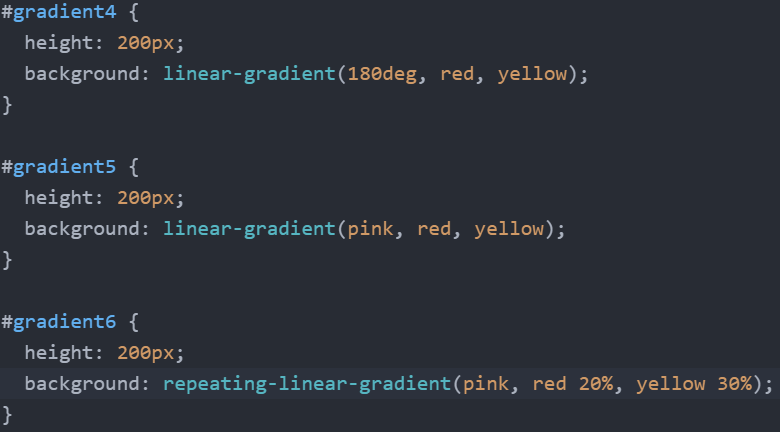 #gradient4 {
  height: 200px;
  background: linear-gradient(180deg, red, yellow);
}

#gradient5 {
  height: 200px;
  background: linear-gradient(pink, red, yellow);
}

#gradient6 {
  height: 200px;
  background: repeating-linear-gradient(pink, red 20%, yellow 30%);
}